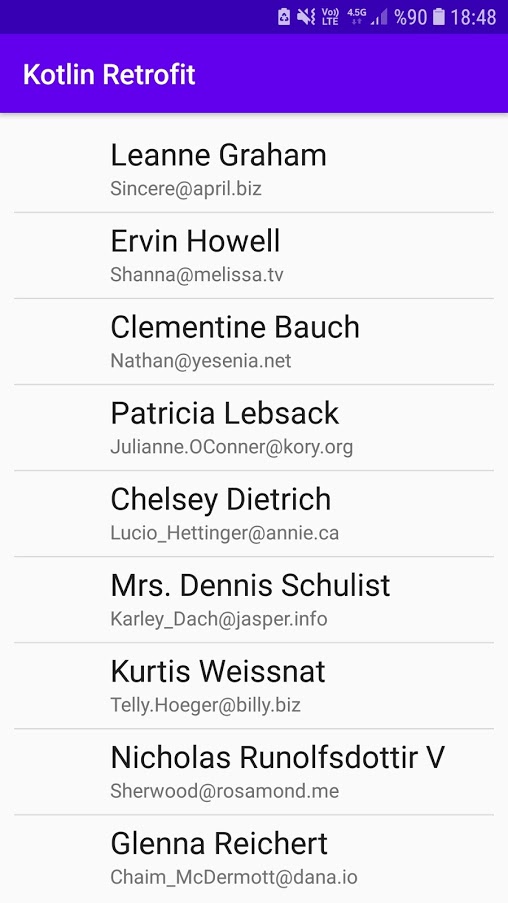 Vo)) LTE 4.5G %90 18:48
Kotlin Retrofit
Leanne Graham
Sincere@april.biz
Ervin Howell
Shanna@melissa.tv
Clementine Bauch
Nathan@yesenia.net
Patricia Lebsack
Julianne.OConner@kory.org
Chelsey Dietrich
Lucio_Hettinger@annie.ca
Mrs. Dennis Schulist
Karley_Dach@jasper.info
Kurtis Weissnat
Telly.Hoeger@billy.biz
Nicholas Runolfsdottir V
Sherwood@rosamond.me
Glenna Reichert
Chaim_McDermott@dana.io